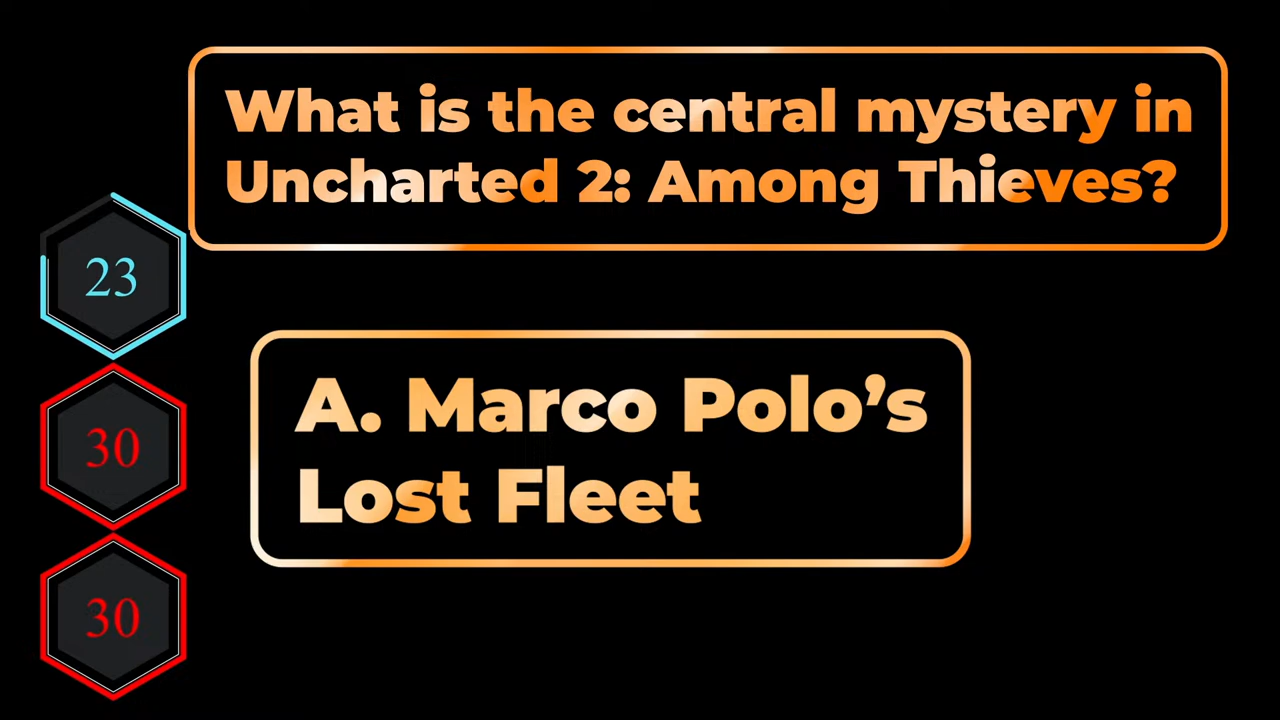 What is the central mystery in
Uncharted 2: Among Thieves?
23
A. Marco Polo’s
Lost Fleet
30
30